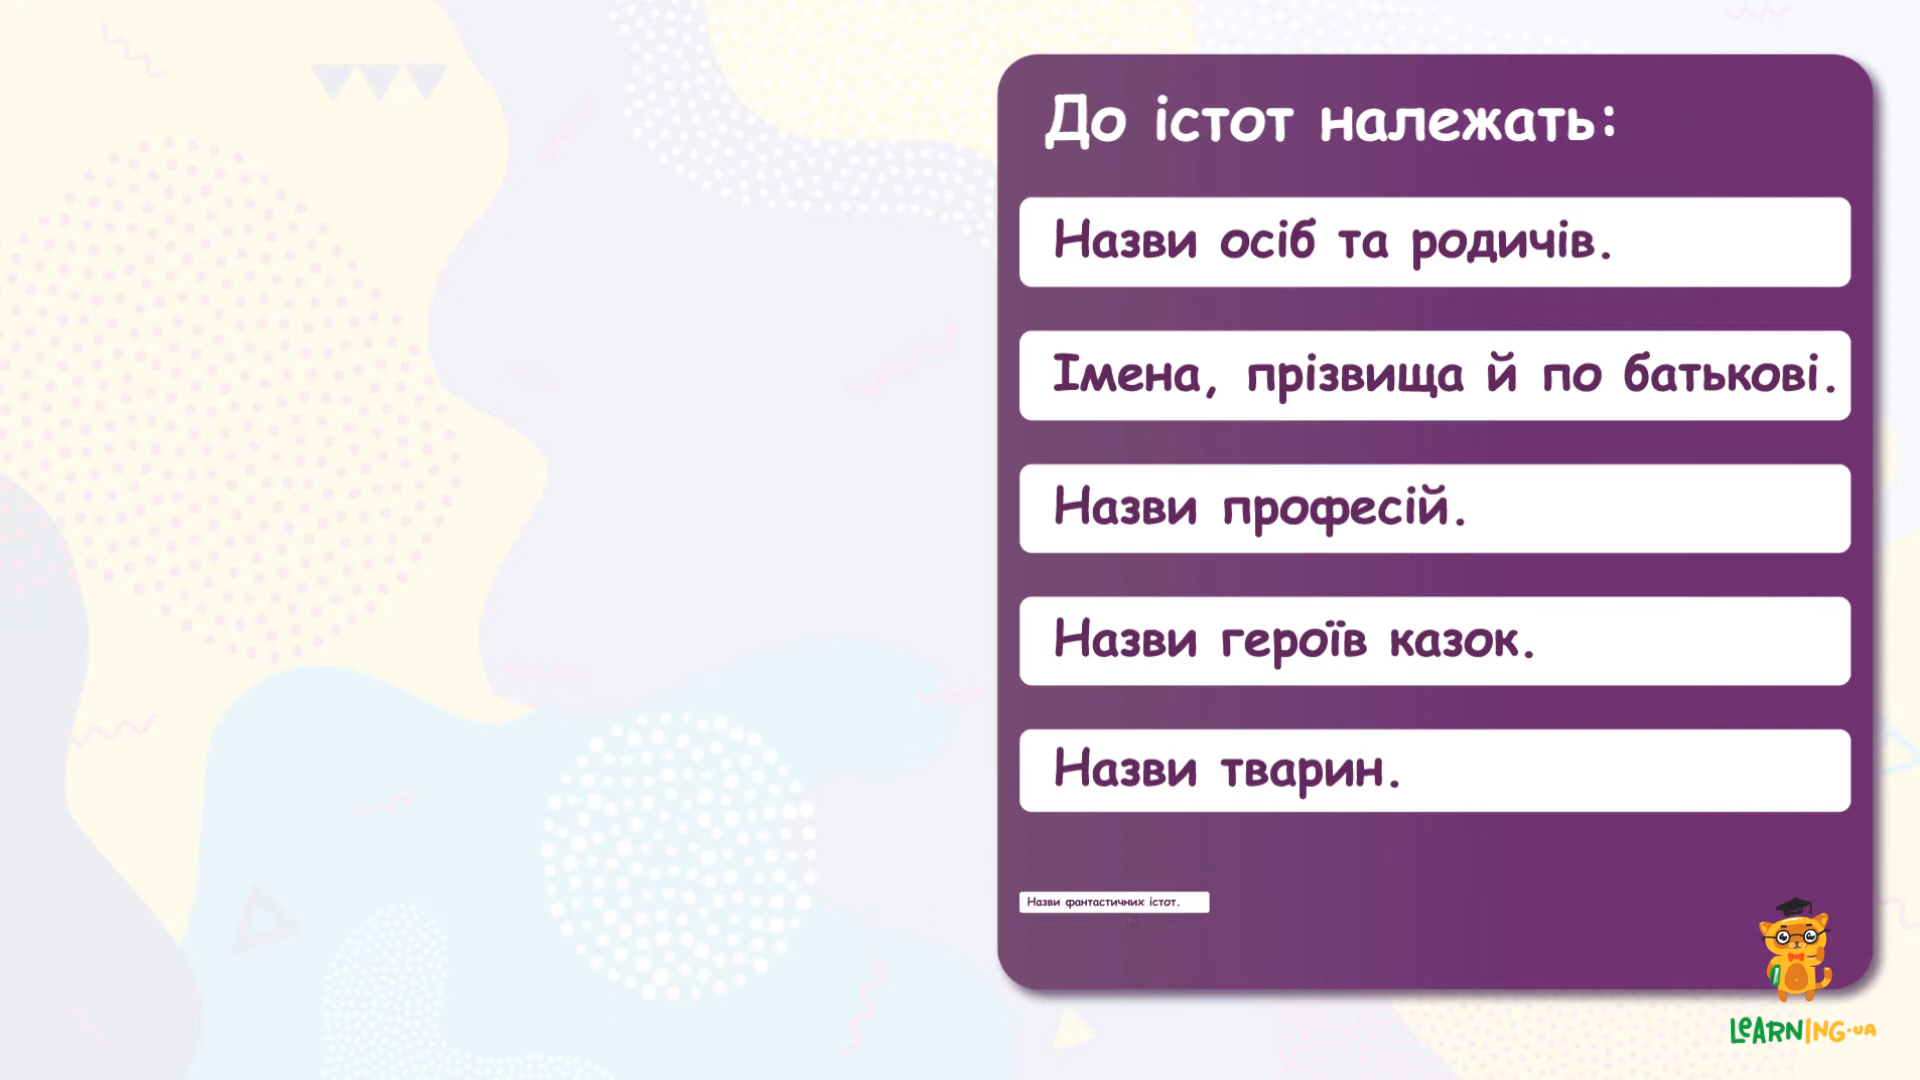 До істот належать:
Назви осіб та родичів.
Імена, прізвища й по батькові.
Назви професій.
Назви героїв казок.
Назви тварин.
Назви фантастичних істот.
LEARNING.UA